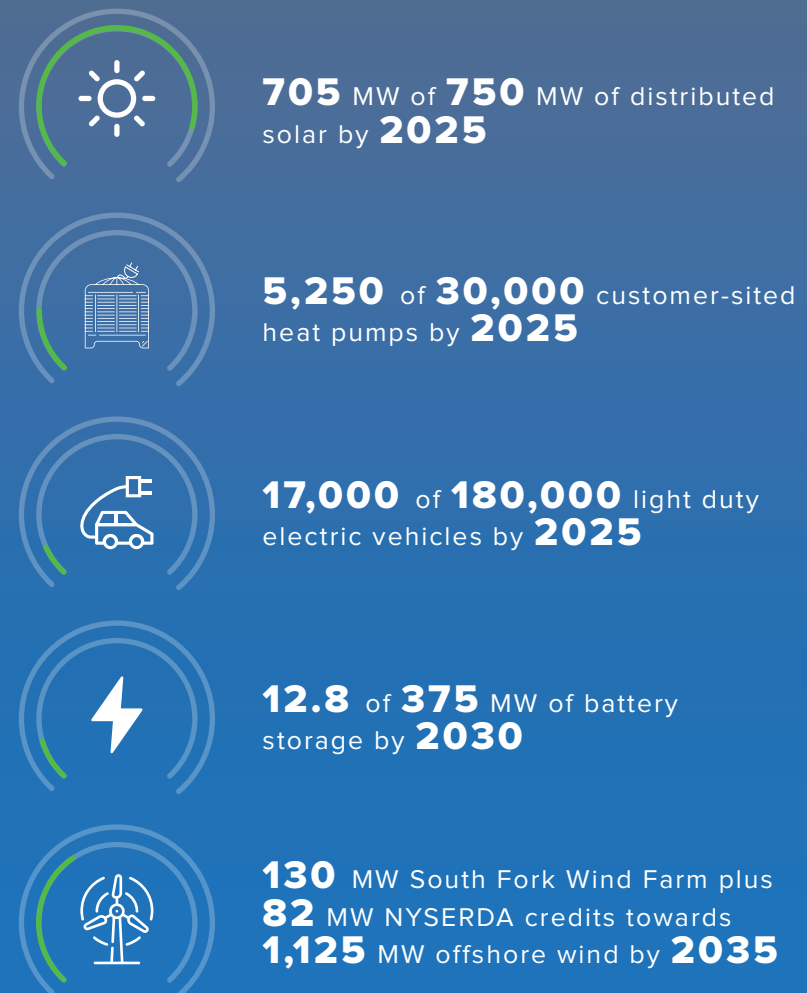 705 MW of 750 MW of distributed
solar by 2025
5,250 of 30,000 customer-sited
heat pumps by 2025
17,000 of 180,000 light duty
electric vehicles by 2025
12.8 of 375 MW of battery
storage by 2030
130 MW South Fork Wind Farm plus
82 MW NYSERDA credits towards
1,125 MW offshore wind by 2035